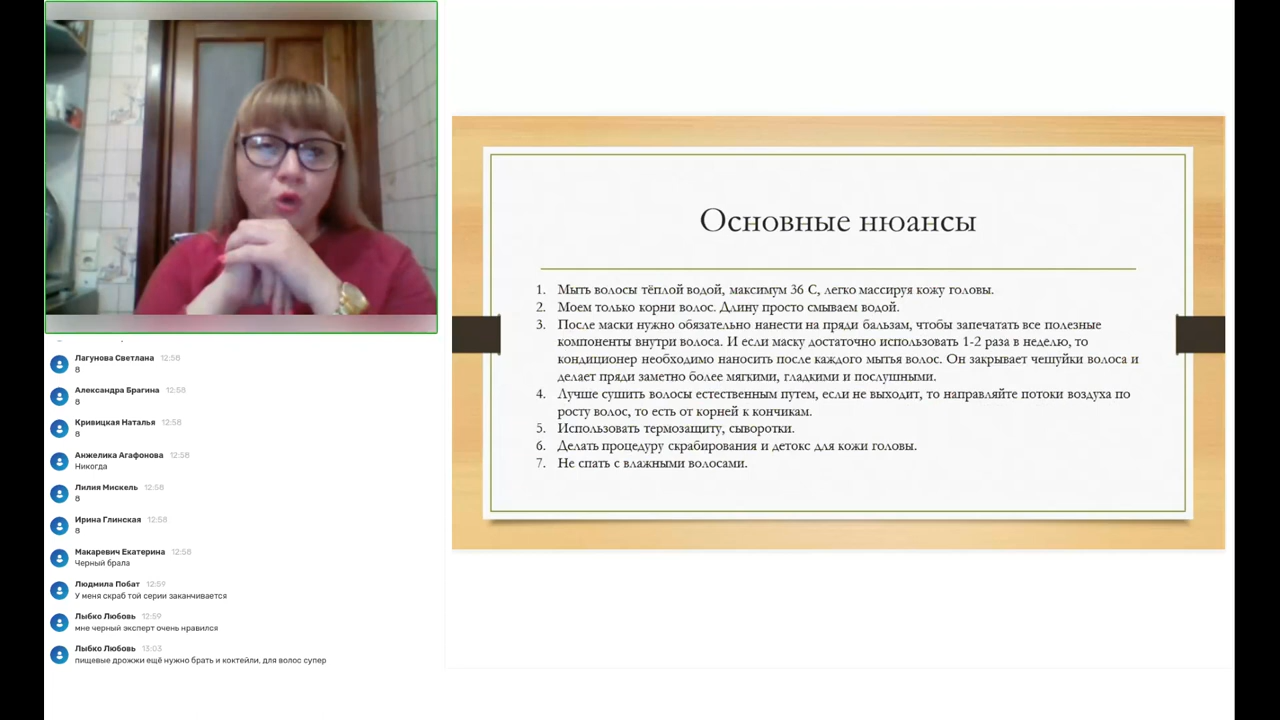 Основные нюансы
1. Мыть волосы тёплой водой, максимум 36 С, легко массируя кожу головы.
2. Моем только корни волос. Длину просто смываем водой.
3. После маски нужно обязательно нанести на пряди бальзам, чтобы запечатать все полезные
компоненты внутри волоса. И если маску достаточно использовать 1-2 раза в неделю, то
кондиционер необходимо наносить после каждого мытья волос. Он закрывает чешуйки волоса и
делает пряди заметно более мягкими, гладкими и послушными.
4. Лучше сушить волосы естественным путем, если не выходит, то направляйте потоки воздуха по
росту волос, то есть от корней к кончикам.
5. Использовать термозащиту, сыворотки.
6. Делать процедуру скрабирования и детокс для кожи головы.
7. Не спать с влажными волосами.
Лагунова Светлана 12:58
8
Александра Брагина 12:58
8
Кривицкая Наталья 12:58
8
Анжелика Агафонова 12:58
Никогда
Лилия Мискель 12:58
8
Ирина Глинская 12:58
8
Макаревич Екатерина 12:58
Черный брала
Людмила Побат 12:59
У меня скраб той серии заканчивается
Лыбко Любовь 12:59
мне черный эксперт очень нравился
Лыбко Любовь 13:03
пищевые дрожжи ещё нужно брать и коктейли, для волос супер